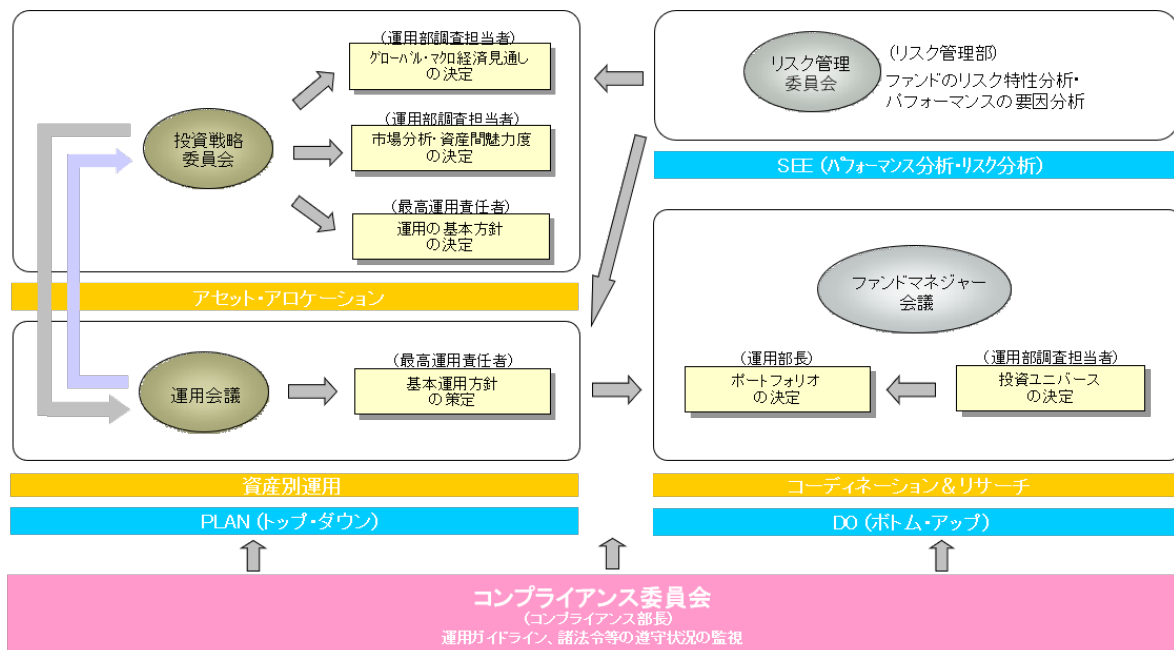 (運用部調査担当者)
グローバル・マクロ経済見通し
の決定
投資戦略
委員会
(運用部調査担当者)
市場分析・資産間魅力度
の決定
(最高運用責任者)
運用の基本方針
の決定
アセット・アロケーション
運用会議
(最高運用責任者)
基本運用方針
の策定
資産別運用
PLAN (トップ・ダウン)
リスク管理
委員会
(リスク管理部)
ファンドのリスク特性分析・
パフォーマンスの要因分析
SEE (パフォーマンス分析・リスク分析)
ファンドマネジャー
会議
(運用部長)
ポートフォリオ
の決定
(運用部調査担当者)
投資ユニバース
の決定
コーディネーション&リサーチ
DO (ボトム・アップ)
コンプライアンス委員会
(コンプライアンス部長)
運用ガイドライン、諸法令等の遵守状況の監視